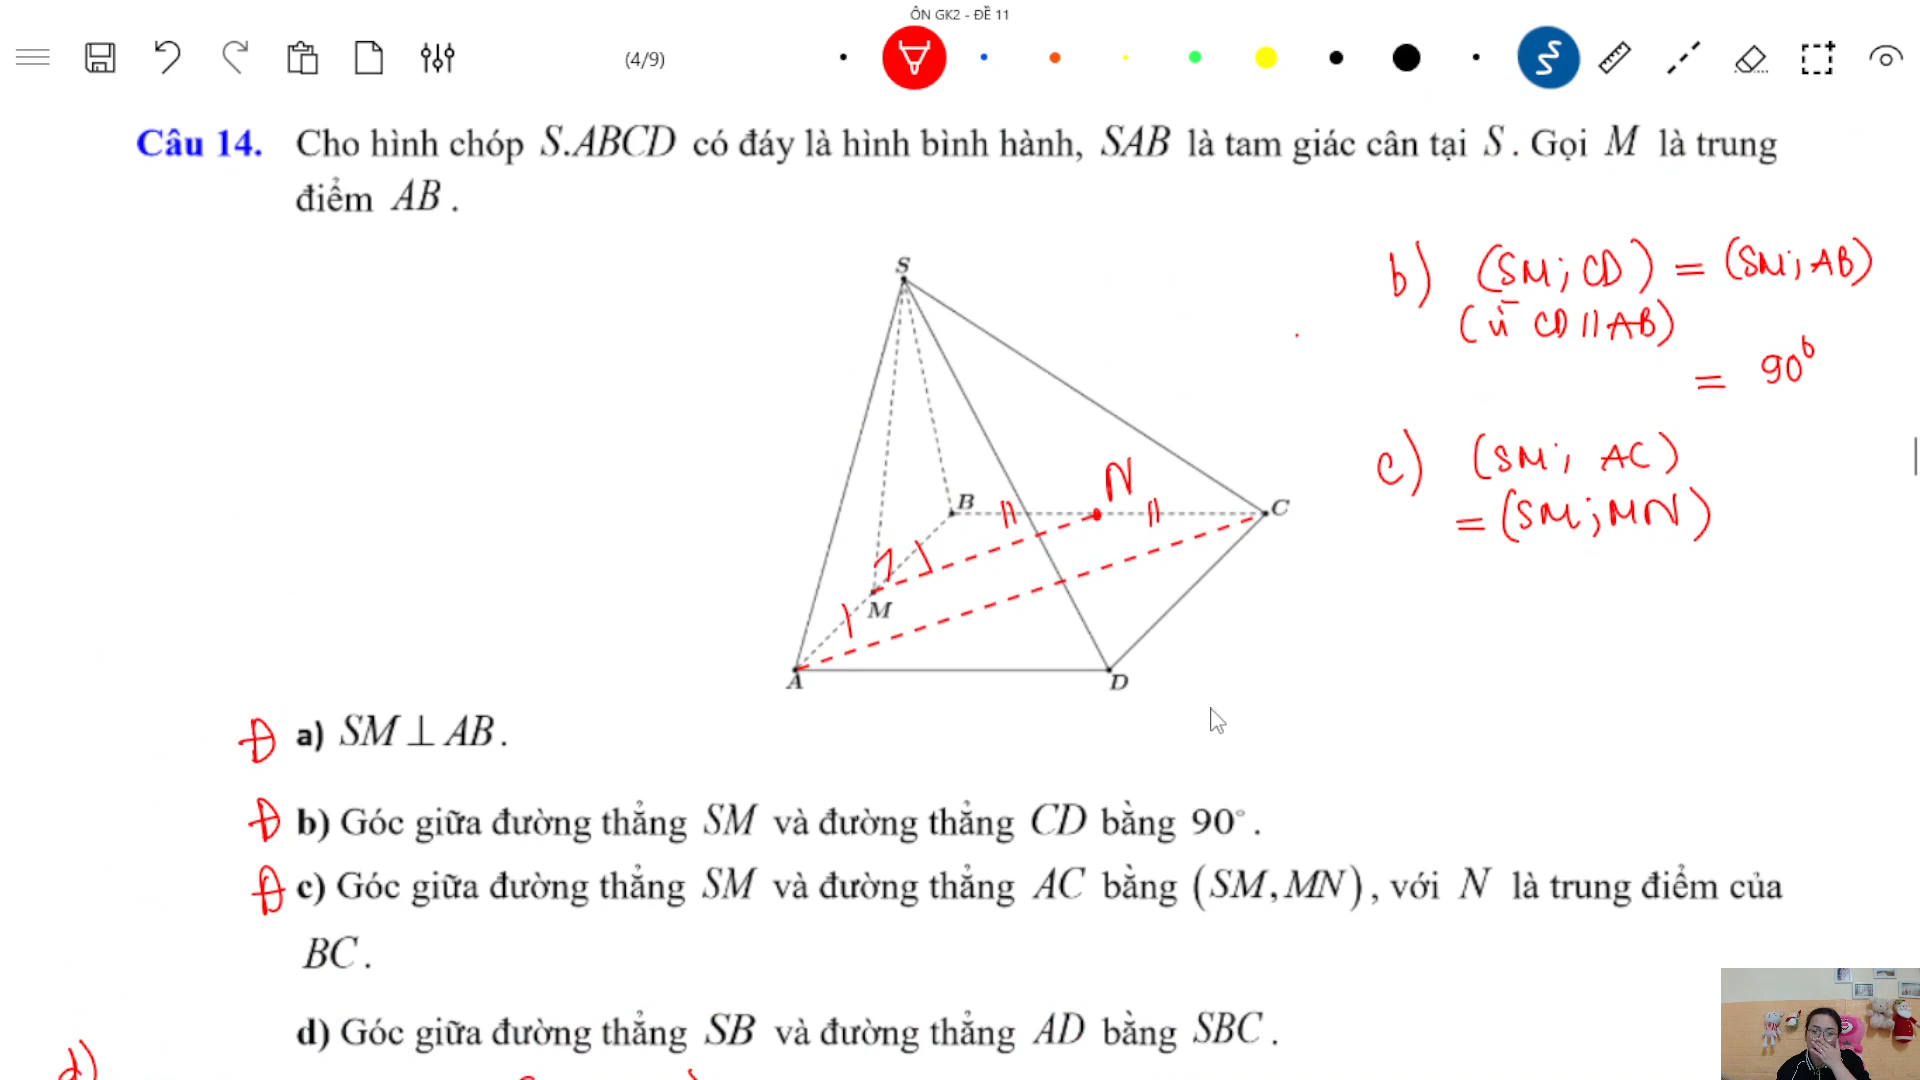 ÔN GK2 - ĐỀ 11
(4/9)
Câu 14. Cho hình chóp S.ABCD có đáy là hình bình hành, SAB là tam giác cân tại S. Gọi M là trung
điểm AB.
S
B
N
C
M
A
D
b) (SM; CD) = (SM; AB)
(vì CD // AB)
= 90°
c) (SM; AC)
= (SM; MN)
Đ a) SM ⊥ AB.
Đ b) Góc giữa đường thẳng SM và đường thẳng CD bằng 90°.
Đ c) Góc giữa đường thẳng SM và đường thẳng AC bằng (SM, MN), với N là trung điểm của
BC.
d) Góc giữa đường thẳng SB và đường thẳng AD bằng SBC.
d)